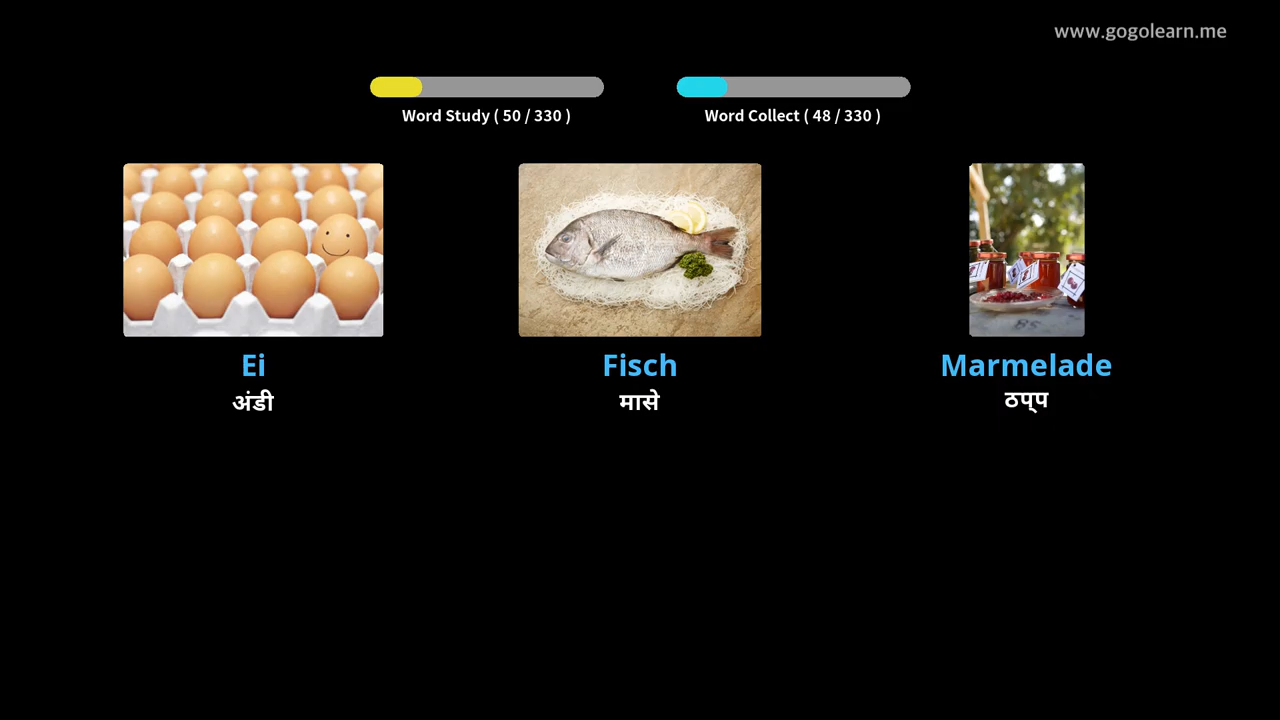 www.gogolearn.me
Word Study ( 50 / 330 )
Word Collect ( 48 / 330 )
Ei
Fisch
Marmelade
अंडी
मासे
ठप्प